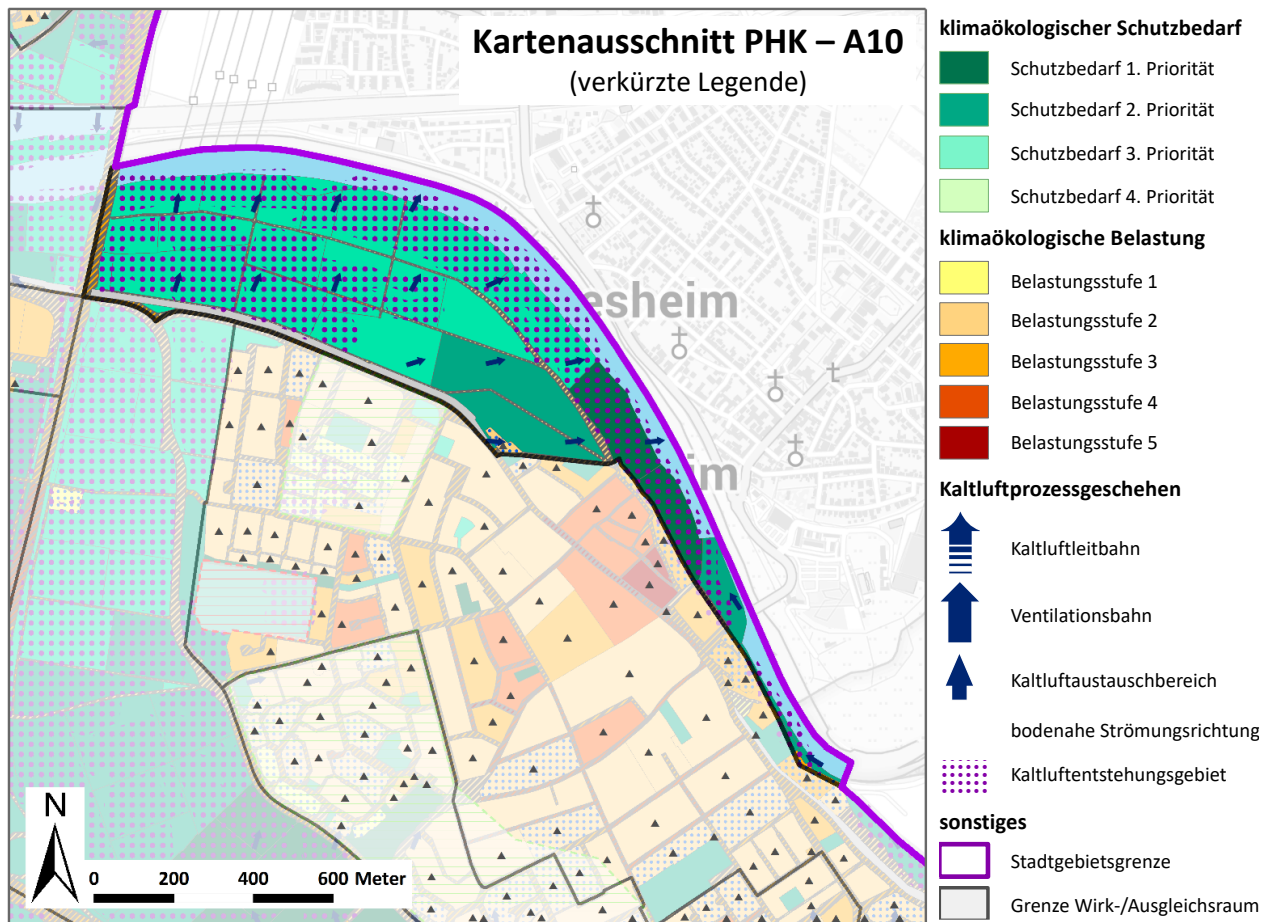 Kartenausschnitt PHK – A10
(verkürzte Legende)
esheim
im
N
0 200 400 600 Meter
klimaökologischer Schutzbedarf
Schutzbedarf 1. Priorität
Schutzbedarf 2. Priorität
Schutzbedarf 3. Priorität
Schutzbedarf 4. Priorität
klimaökologische Belastung
Belastungsstufe 1
Belastungsstufe 2
Belastungsstufe 3
Belastungsstufe 4
Belastungsstufe 5
Kaltluftprozessgeschehen
Kaltluftleitbahn
Ventilationsbahn
Kaltluftaustauschbereich
bodenahe Strömungsrichtung
Kaltluftentstehungsgebiet
sonstiges
Stadtgebietsgrenze
Grenze Wirk-/Ausgleichsraum